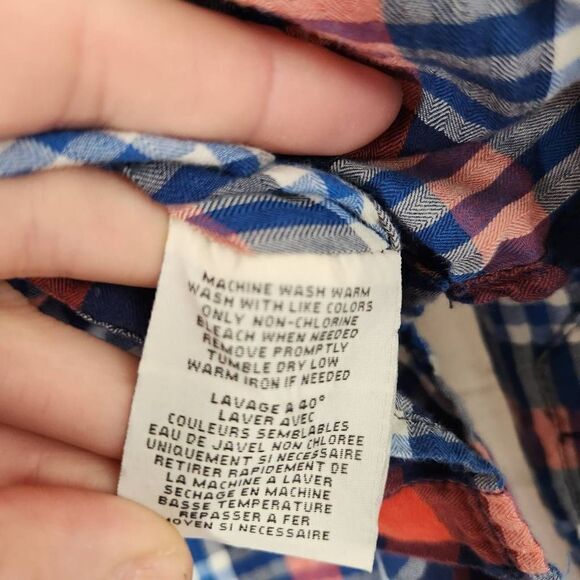 MACHINE WASH WARM
WASH WITH LIKE COLORS
ONLY NON-CHLORINE
BLEACH WHEN NEEDED
REMOVE PROMPTLY
TUMBLE DRY LOW
WARM IRON IF NEEDED
LAVAGE A 40°
LAVER AVEC
COULEURS SEMBLABLES
EAU DE JAVEL NON CHLOREE
UNIQUEMENT SI NECESSAIRE
RETIRER RAPIDEMENT DE
LA MACHINE A LAVER
SECHAGE EN MACHINE
BASSE TEMPERATURE
REPASSER A FER
MOYEN SI NECESSAIRE